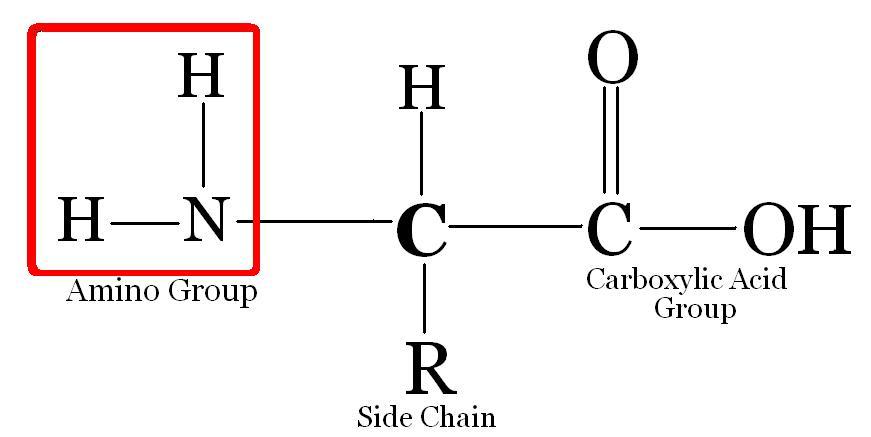 H
H
O
H
N
C
C
OH
Amino Group
Carboxylic Acid
Group
R
Side Chain